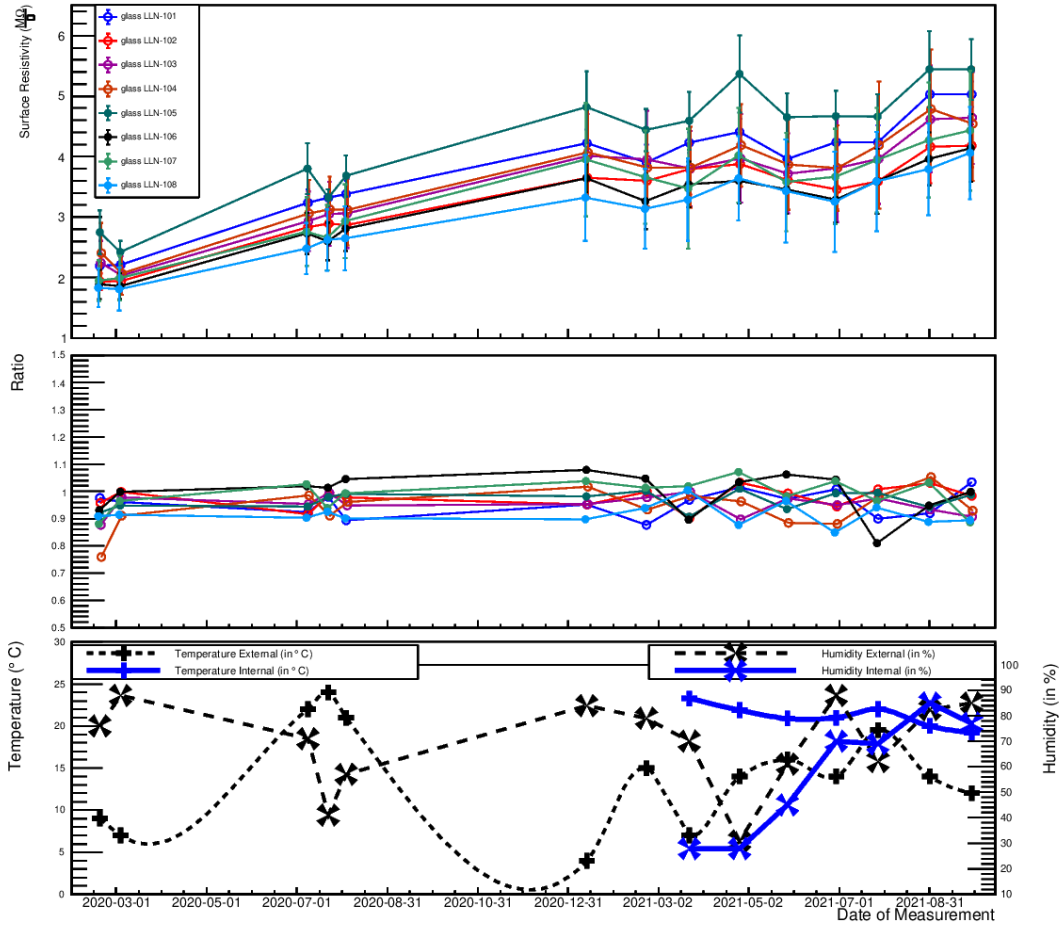 Surface Resistivity (MΩ
glass LLN-101
glass LLN-102
glass LLN-103
glass LLN-104
glass LLN-105
glass LLN-106
glass LLN-107
glass LLN-108
6
5
4
3
2
1
Ratio
1.5
1.4
1.3
1.2
1.1
1
0.9
0.8
0.7
0.6
0.5
Temperature (° C)
30
25
20
15
10
5
0
Temperature External (in ° C)
Temperature Internal (in ° C)
Humidity External (in %)
Humidity Internal (in %)
100
90
80
70
60
50
40
30
20
10
Humidity (in %)
2020-03-01 2020-05-01 2020-07-01 2020-08-31 2020-10-31 2020-12-31 2021-03-02 2021-05-02 2021-07-01 2021-08-31
Date of Measurement